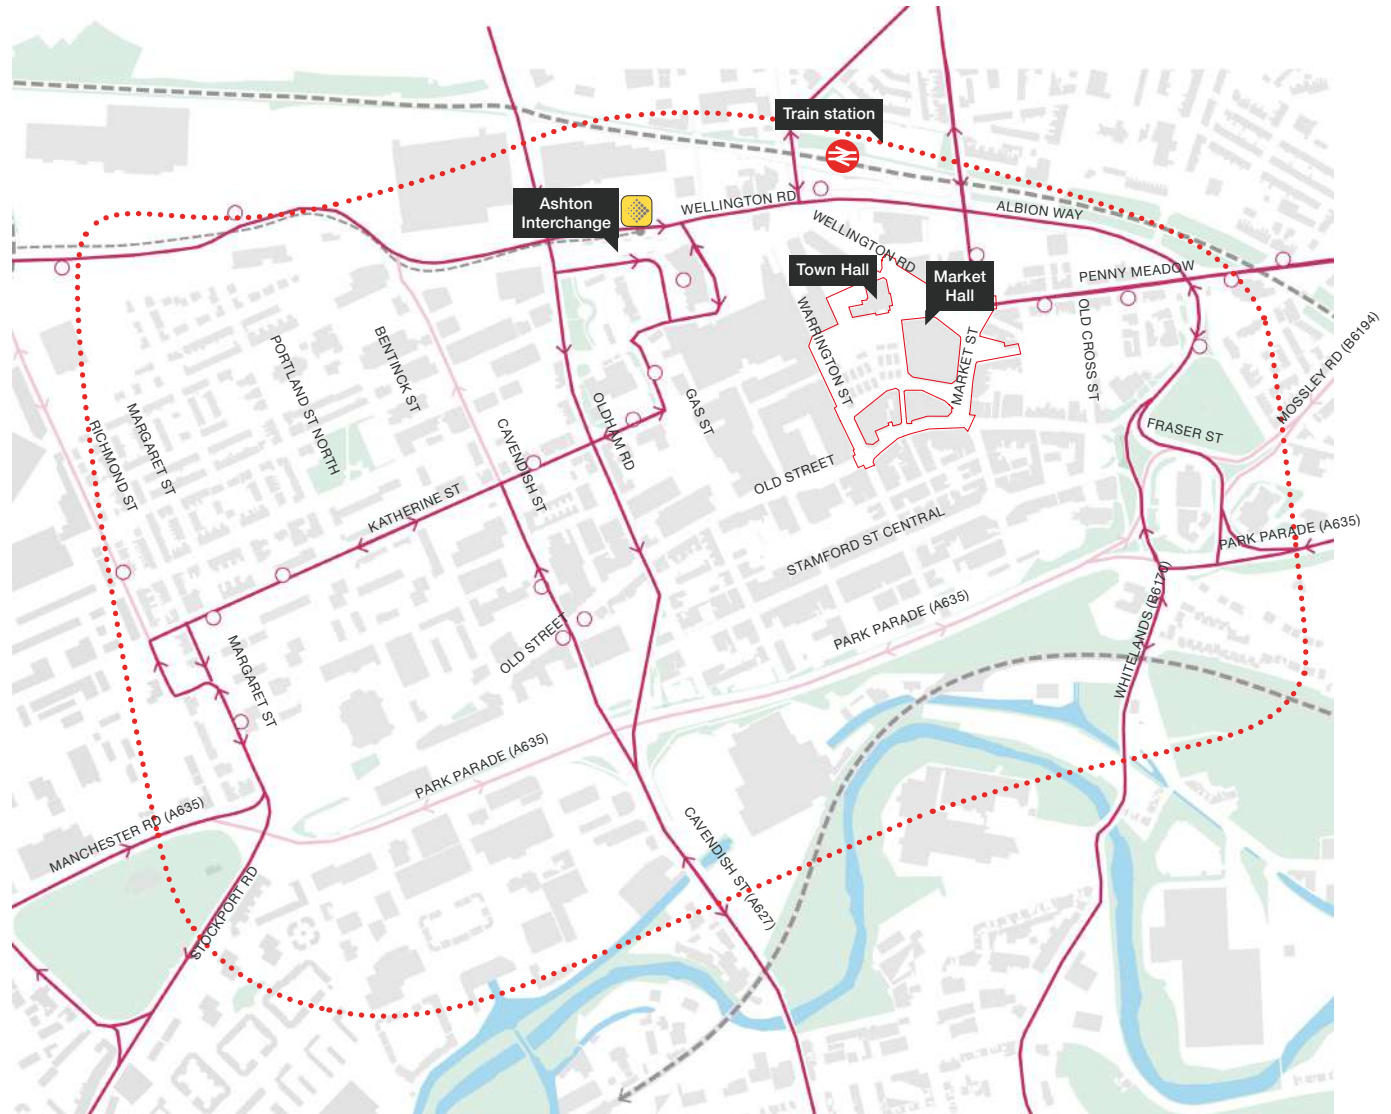 Train station
Ashton
Interchange
WELLINGTON RD
ALBION WAY
WELLINGTON RD
Town Hall
Market
Hall
PENNY MEADOW
WARRINGTON ST
MARKET ST
OLD CROSS ST
MOSSLEY RD (B6194)
BENTINCK ST
PORTLAND ST NORTH
MARGARET ST
RICHMOND ST
CAVENDISH ST
OLDHAM RD
GAS ST
FRASER ST
OLD STREET
KATHERINE ST
STAMFORD ST CENTRAL
PARK PARADE (A635)
PARK PARADE (A635)
WHITELANDS (B6170)
OLD STREET
MARGARET ST
PARK PARADE (A635)
MANCHESTER RD (A635)
CAVENDISH ST (A627)
STOCKPORT RD